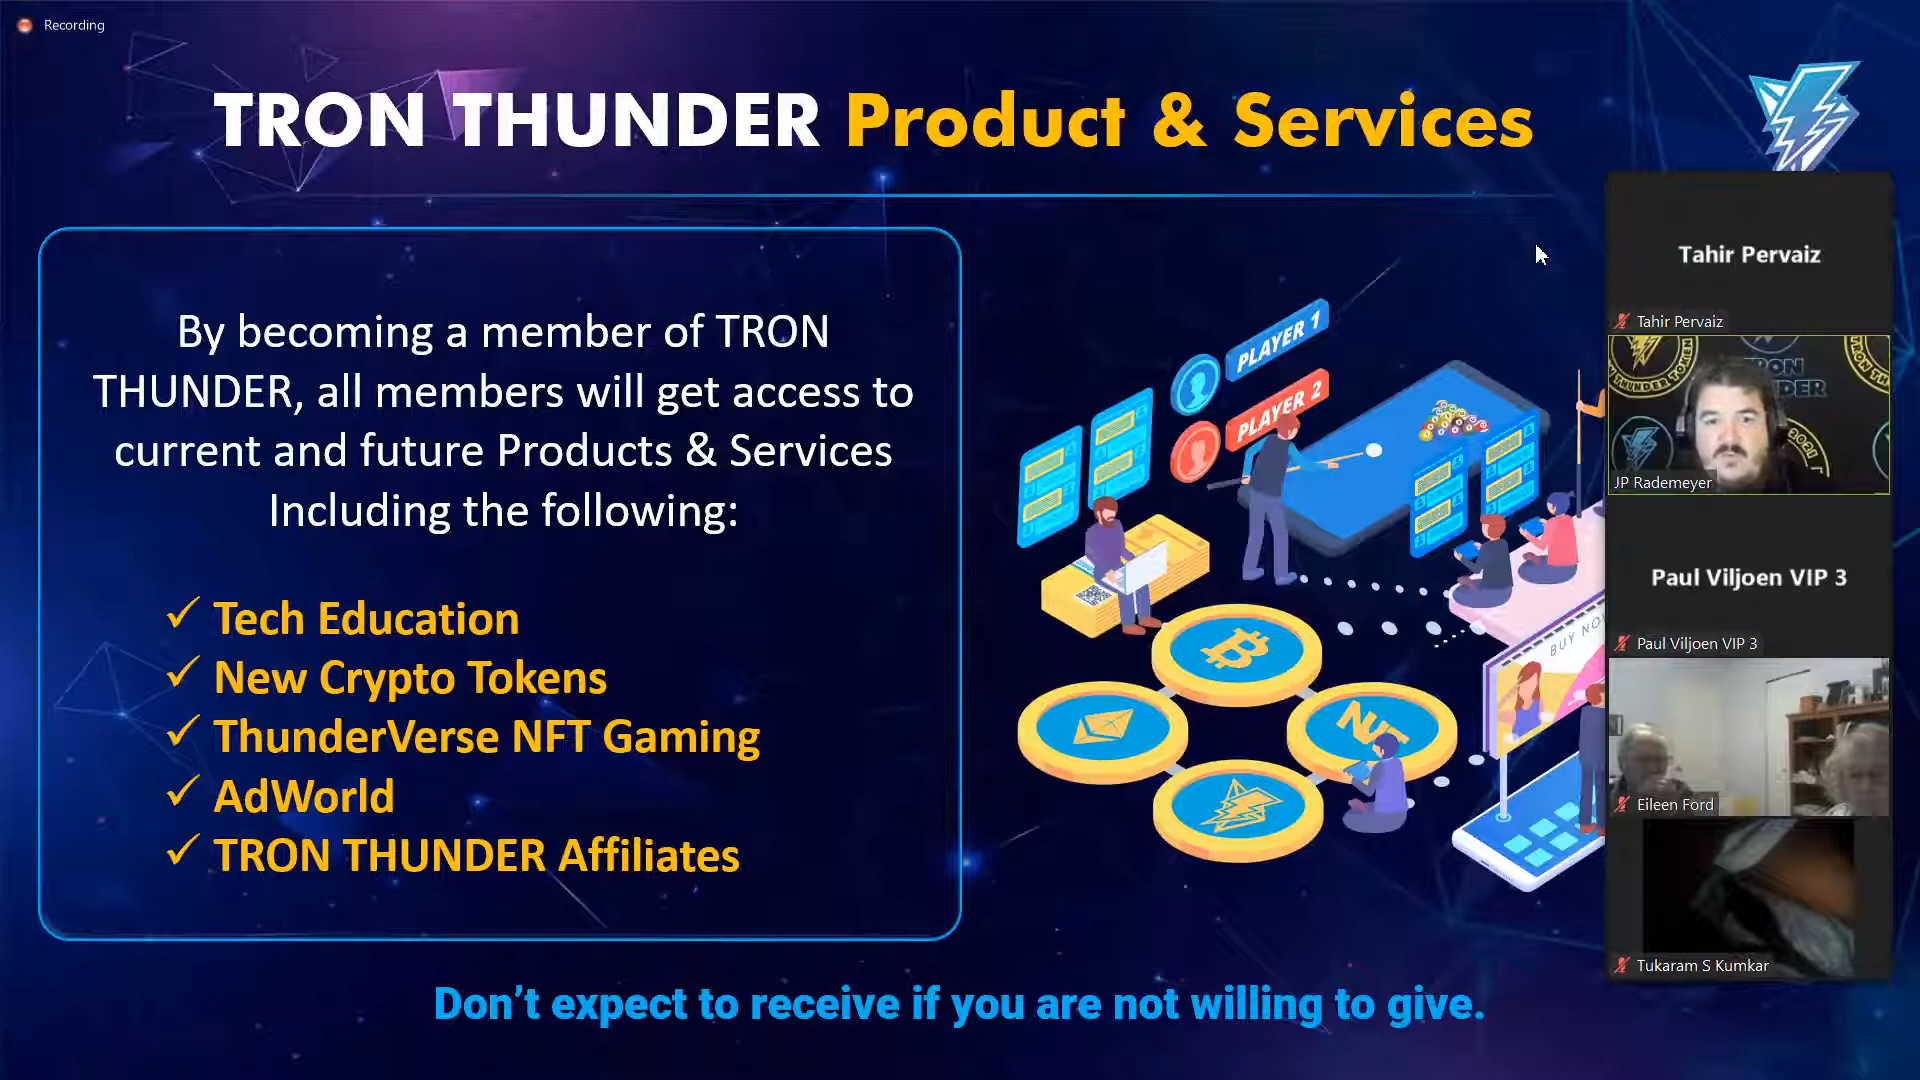 Recording
TRON THUNDER Product & Services
By becoming a member of TRON
THUNDER, all members will get access to
current and future Products & Services
Including the following:
✓ Tech Education
✓ New Crypto Tokens
✓ ThunderVerse NFT Gaming
✓ AdWorld
✓ TRON THUNDER Affiliates
Don't expect to receive if you are not willing to give.
PLAYER 1
PLAYER 2
NFT
BUY NO
Tahir Pervaiz
Tahir Pervaiz
JP Rademeyer
Paul Viljoen VIP 3
Paul Viljoen VIP 3
Eileen Ford
Tukaram S Kumkar